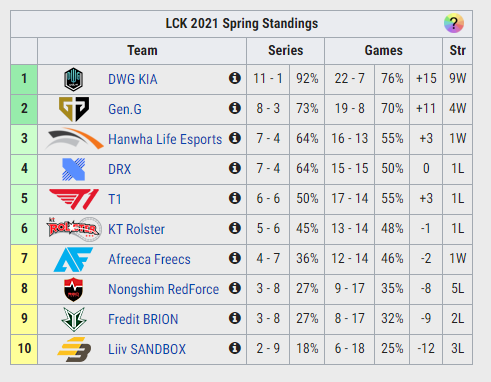 LCK 2021 Spring Standings ?
Team Series Games Str
1 DWG KIA 11 - 1 92% 22 - 7 76% +15 9W
2 Gen.G 8 - 3 73% 19 - 8 70% +11 4W
3 Hanwha Life Esports 7 - 4 64% 16 - 13 55% +3 1W
4 DRX 7 - 4 64% 15 - 15 50% 0 1L
5 T1 6 - 6 50% 17 - 14 55% +3 1L
6 KT Rolster 5 - 6 45% 13 - 14 48% -1 1L
7 Afreeca Freecs 4 - 7 36% 12 - 14 46% -2 1W
8 Nongshim RedForce 3 - 8 27% 9 - 17 35% -8 5L
9 Fredit BRION 3 - 8 27% 8 - 17 32% -9 2L
10 Liiv SANDBOX 2 - 9 18% 6 - 18 25% -12 3L